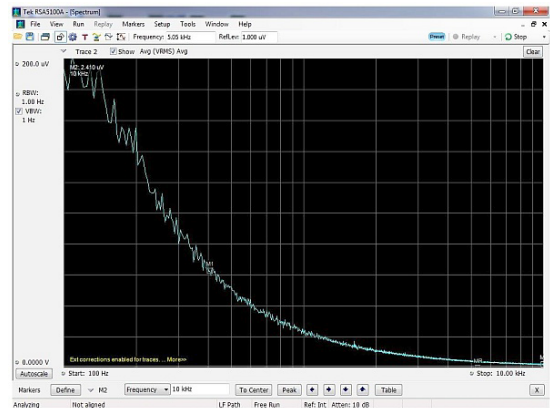 Tek RSA5100A - [Spectrum]
File View Run Replay Markers Setup Tools Window Help
Frequency: 5.05 kHz RefLev: 1.000 uV Preset Replay Stop
Trace 2 Show Avg (VRMS) Avg Clear
200.0 uV
M2: 2.410 uV
10 kHz
RBW:
1.00 Hz
VBW:
1 Hz
M1
MR
M
Ext corrections enabled for traces. ... More>>
0.0000 V
Autoscale Start: 100 Hz Stop: 10.00 kHz
Markers Define M2 Frequency 10 kHz To Center Peak Table X
Analyzing Not aligned LF Path Free Run Ref: Int Atten: 10 dB